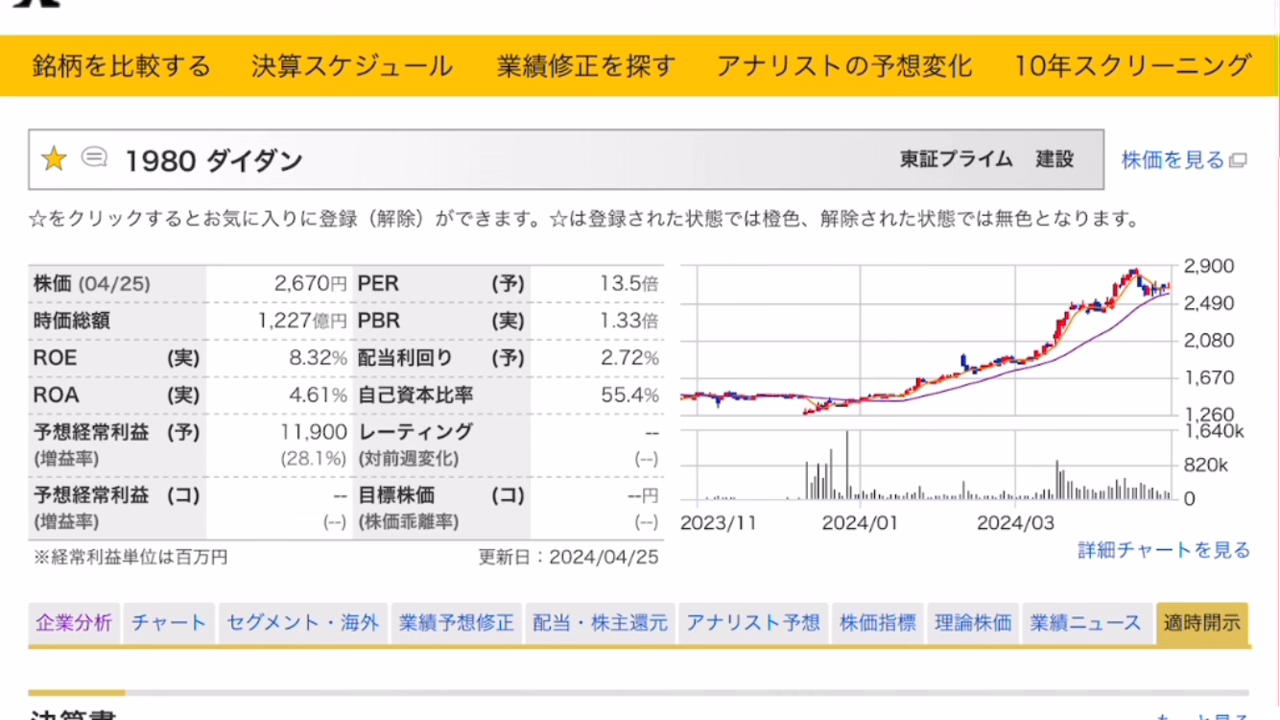 銘柄を比較する 決算スケジュール 業績修正を探す アナリストの予想変化 10年スクリーニング
1980 ダイダン 東証プライム 建設 株価を見る
☆をクリックするとお気に入りに登録（解除）ができます。☆は登録された状態では橙色、解除された状態では無色となります。
株価 (04/25) 2,670円 PER (予) 13.5倍
時価総額 1,227億円 PBR (実) 1.33倍
ROE (実) 8.32% 配当利回り (予) 2.72%
ROA (実) 4.61% 自己資本比率 55.4%
予想経常利益 (予) 11,900 レーティング --
(増益率) (28.1%) (対前週変化) (--)
予想経常利益 (コ) -- 目標株価 (コ) --円
(増益率) (--) (株価乖離率) (--)
※経常利益単位は百万円 更新日：2024/04/25
2,900
2,490
2,080
1,670
1,260
1,640k
820k
0
2023/11 2024/01 2024/03
詳細チャートを見る
企業分析 チャート セグメント・海外 業績予想修正 配当・株主還元 アナリスト予想 株価指標 理論株価 業績ニュース 適時開示
決算書 もっと見る